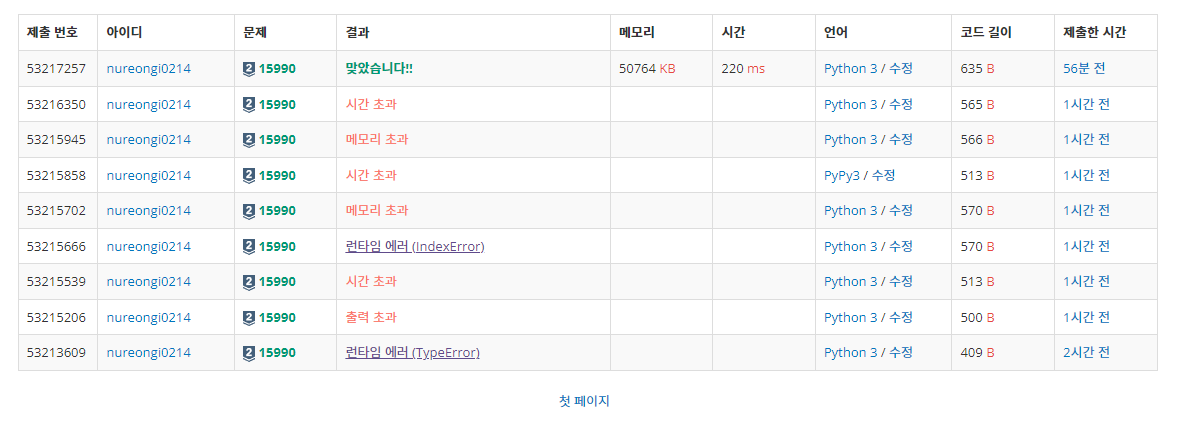 제출 번호 아이디 문제 결과 메모리 시간 언어 코드 길이 제출한 시간
53217257 nureongi0214 2 15990 맞았습니다!! 50764 KB 220 ms Python 3 / 수정 635 B 56분 전
53216350 nureongi0214 2 15990 시간 초과 Python 3 / 수정 565 B 1시간 전
53215945 nureongi0214 2 15990 메모리 초과 Python 3 / 수정 566 B 1시간 전
53215858 nureongi0214 2 15990 시간 초과 PyPy3 / 수정 513 B 1시간 전
53215702 nureongi0214 2 15990 메모리 초과 Python 3 / 수정 570 B 1시간 전
53215666 nureongi0214 2 15990 런타임 에러 (IndexError) Python 3 / 수정 570 B 1시간 전
53215539 nureongi0214 2 15990 시간 초과 Python 3 / 수정 513 B 1시간 전
53215206 nureongi0214 2 15990 출력 초과 Python 3 / 수정 500 B 1시간 전
53213609 nureongi0214 2 15990 런타임 에러 (TypeError) Python 3 / 수정 409 B 2시간 전
첫 페이지